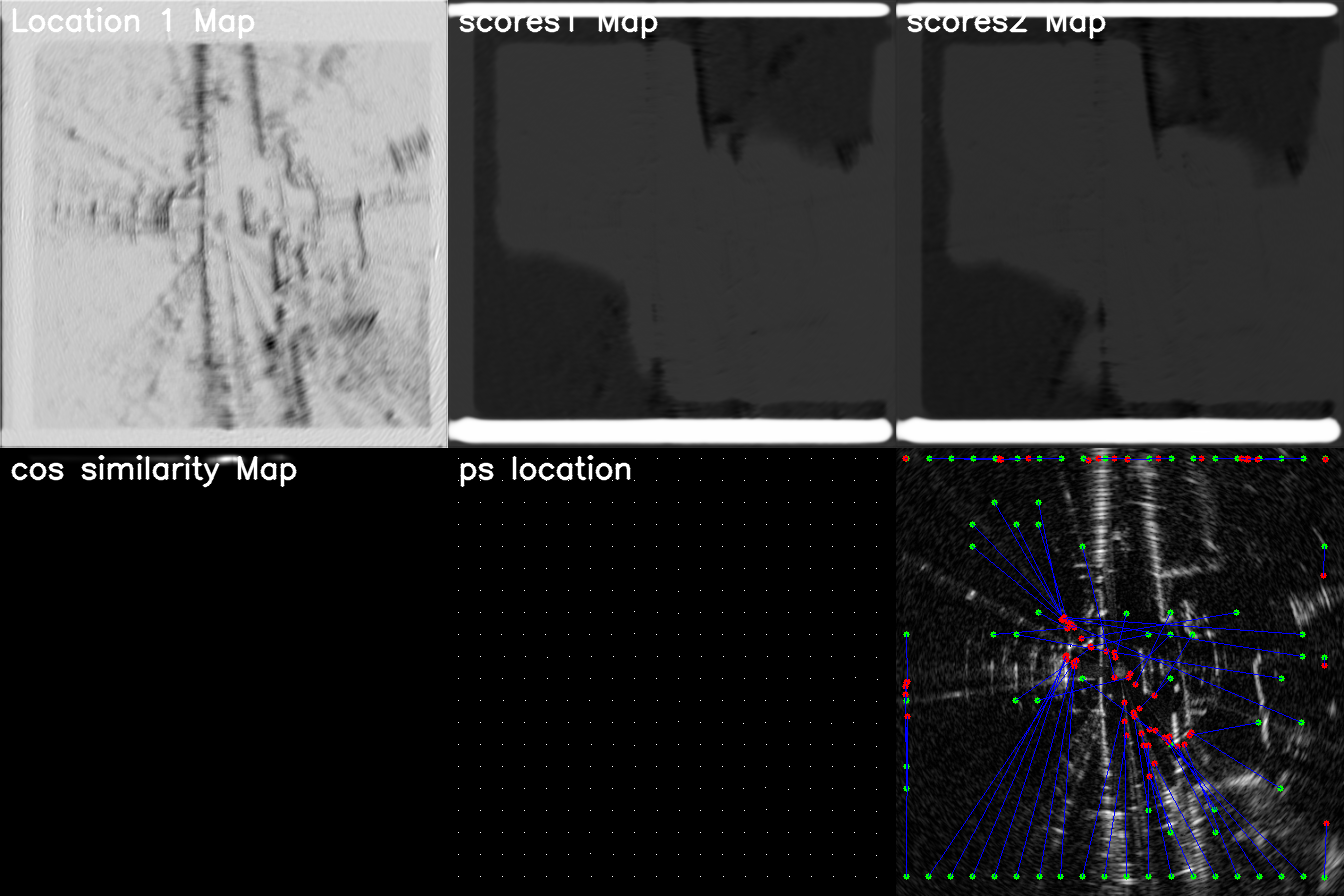 Location 1 Map
scores1 Map
scores2 Map
cos similarity Map
ps location